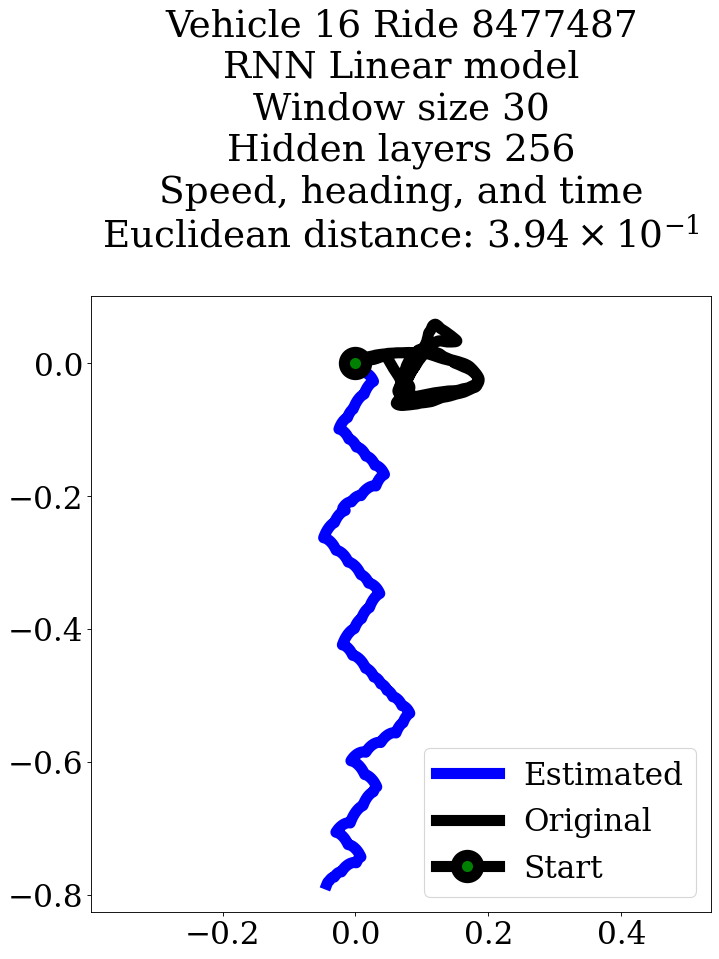 Vehicle 16 Ride 8477487
RNN Linear model
Window size 30
Hidden layers 256
Speed, heading, and time
Euclidean distance: 3.94 × 10⁻¹
0.0
−0.2
−0.4
−0.6
−0.8
Estimated
Original
Start
−0.2 0.0 0.2 0.4